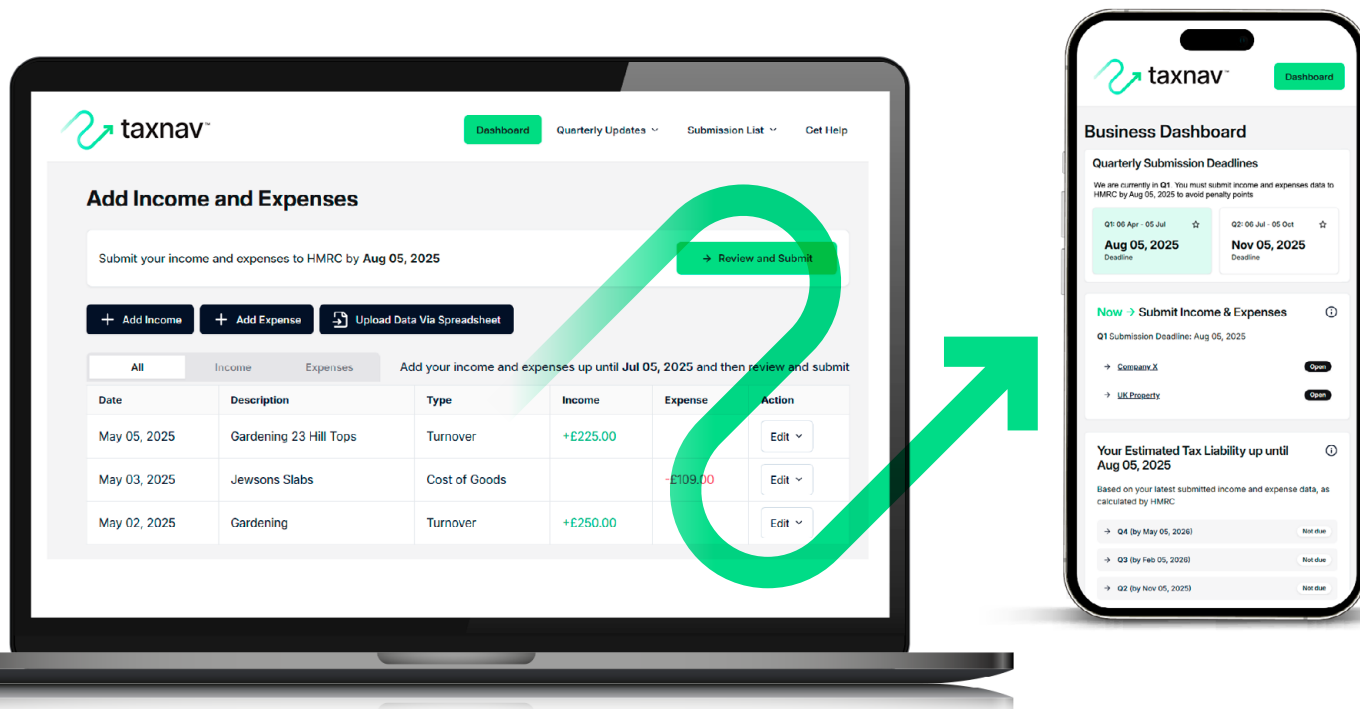 taxnav™
Dashboard
Quarterly Updates
Submission List
Get Help
Add Income and Expenses
Submit your income and expenses to HMRC by Aug 05, 2025
→ Review and Submit
+ Add Income
+ Add Expense
Upload Data Via Spreadsheet
All
Income
Expenses
Add your income and expenses up until Jul 05, 2025 and then review and submit
Date
Description
Type
Income
Expense
Action
May 05, 2025
Gardening 23 Hill Tops
Turnover
+£225.00
Edit
May 03, 2025
Jewsons Slabs
Cost of Goods
-£109.00
Edit
May 02, 2025
Gardening
Turnover
+£250.00
Edit
taxnav™
Dashboard
Business Dashboard
Quarterly Submission Deadlines
We are currently in Q1. You must submit income and expenses data to
HMRC by Aug 05, 2025 to avoid penalty points
Q1: 06 Apr - 05 Jul
Aug 05, 2025
Deadline
Q2: 06 Jul - 05 Oct
Nov 05, 2025
Deadline
Now → Submit Income & Expenses
Q1 Submission Deadline: Aug 05, 2025
→ Company X
Open
→ UK Property
Open
Your Estimated Tax Liability up until
Aug 05, 2025
Based on your latest submitted income and expense data, as
calculated by HMRC
→ Q4 (by May 05, 2026)
Not due
→ Q3 (by Feb 05, 2026)
Not due
→ Q2 (by Nov 05, 2025)
Not due